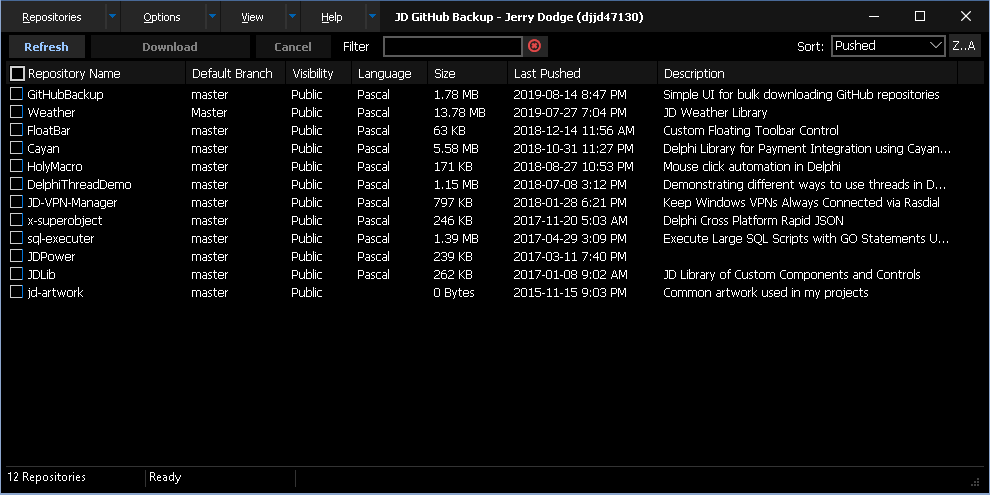 Repositories Options View Help JD GitHub Backup - Jerry Dodge (djjd47130)
Refresh Download Cancel Filter Sort: Pushed Z..A
Repository Name Default Branch Visibility Language Size Last Pushed Description
GitHubBackup master Public Pascal 1.78 MB 2019-08-14 8:47 PM Simple UI for bulk downloading GitHub repositories
Weather Master Public Pascal 13.78 MB 2019-07-27 7:04 PM JD Weather Library
FloatBar master Public Pascal 63 KB 2018-12-14 11:56 AM Custom Floating Toolbar Control
Cayan master Public Pascal 5.58 MB 2018-10-31 11:27 PM Delphi Library for Payment Integration using Cayan...
HolyMacro master Public Pascal 171 KB 2018-08-27 10:53 PM Mouse click automation in Delphi
DelphiThreadDemo master Public Pascal 1.15 MB 2018-07-08 3:12 PM Demonstrating different ways to use threads in D...
JD-VPN-Manager master Public Pascal 797 KB 2018-01-28 6:21 PM Keep Windows VPNs Always Connected via Rasdial
x-superobject master Public Pascal 246 KB 2017-11-20 5:03 AM Delphi Cross Platform Rapid JSON
sql-executer master Public Pascal 1.39 MB 2017-04-29 3:09 PM Execute Large SQL Scripts with GO Statements U...
JDPower master Public Pascal 239 KB 2017-03-11 7:40 PM
JDLib master Public Pascal 262 KB 2017-01-08 9:02 AM JD Library of Custom Components and Controls
jd-artwork master Public 0 Bytes 2015-11-15 9:03 PM Common artwork used in my projects
12 Repositories Ready